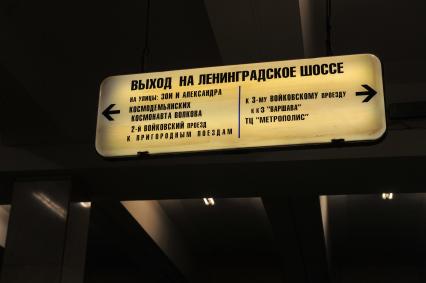 ВЫХОД НА ЛЕНИНГРАДСКОЕ ШОССЕ
НА УЛИЦЫ: ЗОИ И АЛЕКСАНДРА
КОСМОДЕМЬЯНСКИХ
КОСМОНАВТА ВОЛКОВА
2-й ВОЙКОВСКИЙ ПРОЕЗД
К ПРИГОРОДНЫМ ПОЕЗДАМ
К 3-МУ ВОЙКОВСКОМУ ПРОЕЗДУ
К К/З "ВАРШАВА"
ТЦ "МЕТРОПОЛИС"